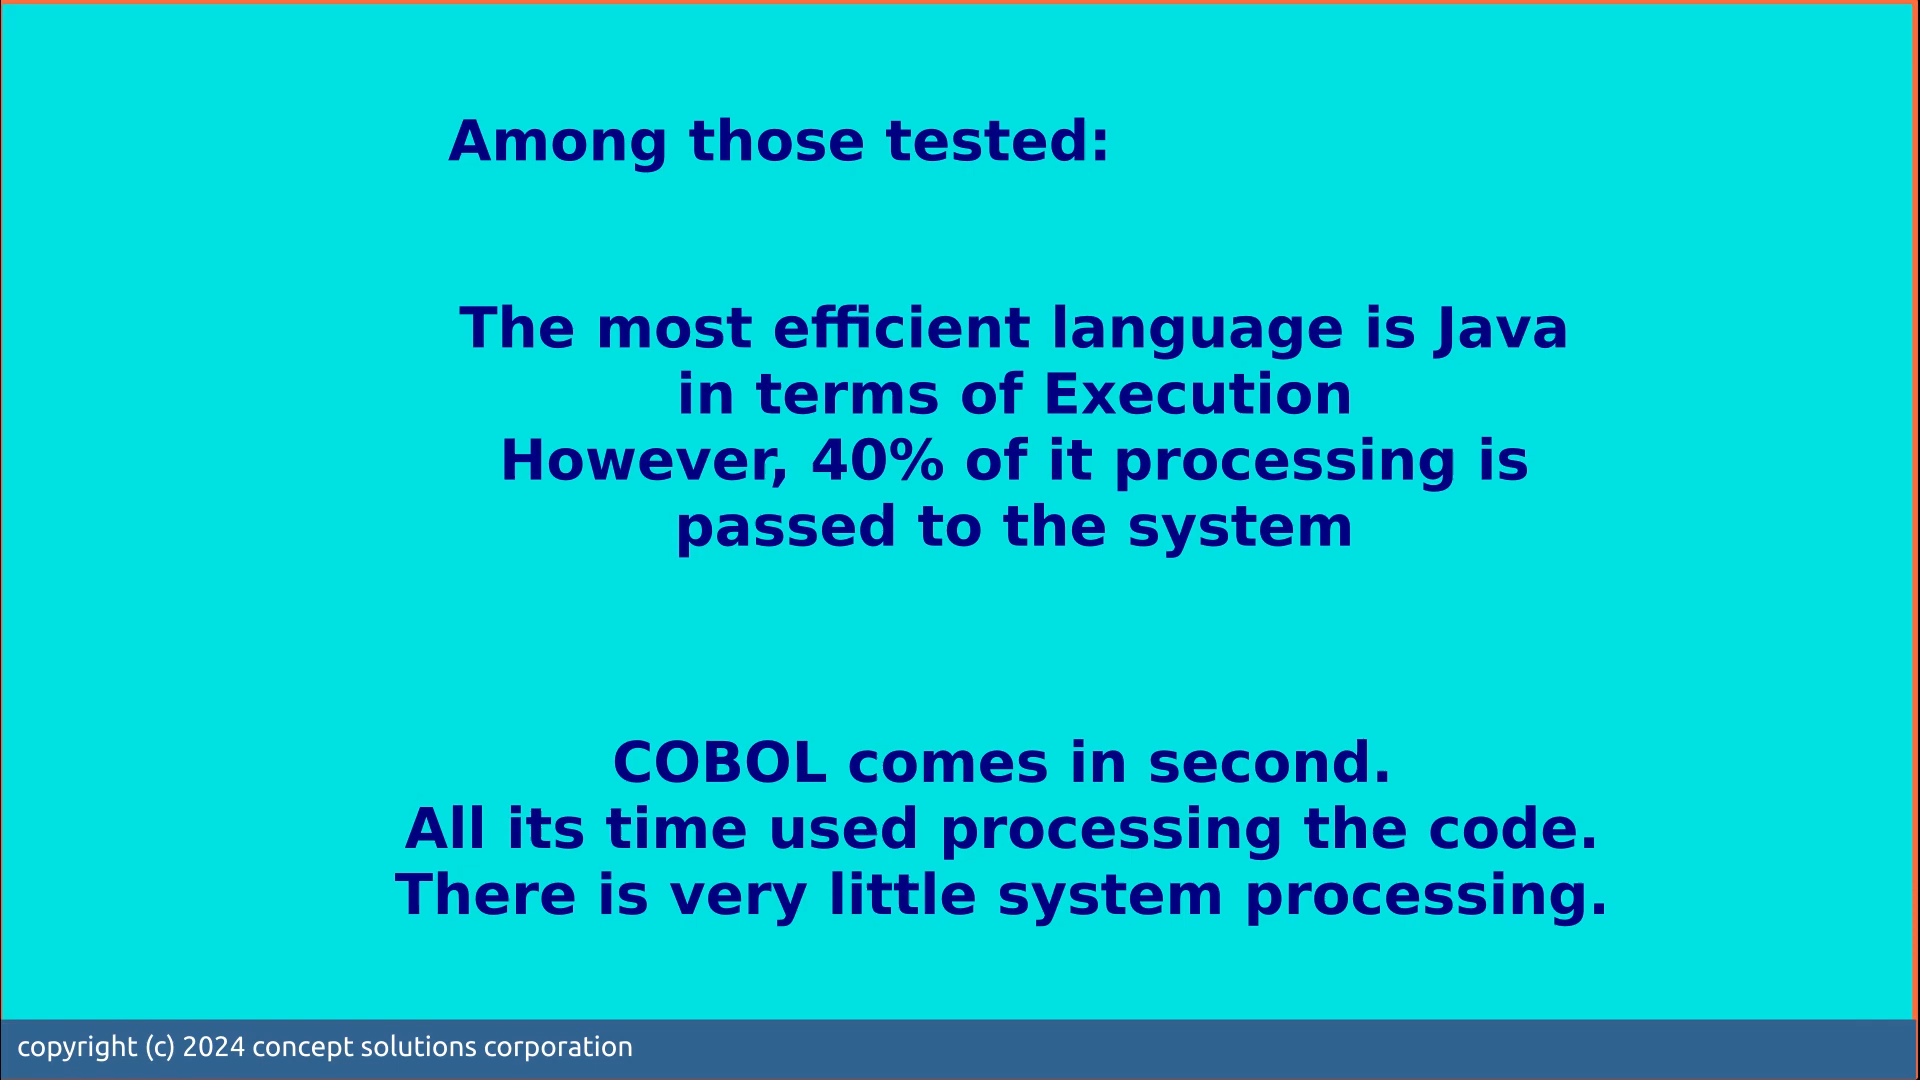 Among those tested:
The most efficient language is Java
in terms of Execution
However, 40% of it processing is
passed to the system
COBOL comes in second.
All its time used processing the code.
There is very little system processing.
copyright (c) 2024 concept solutions corporation